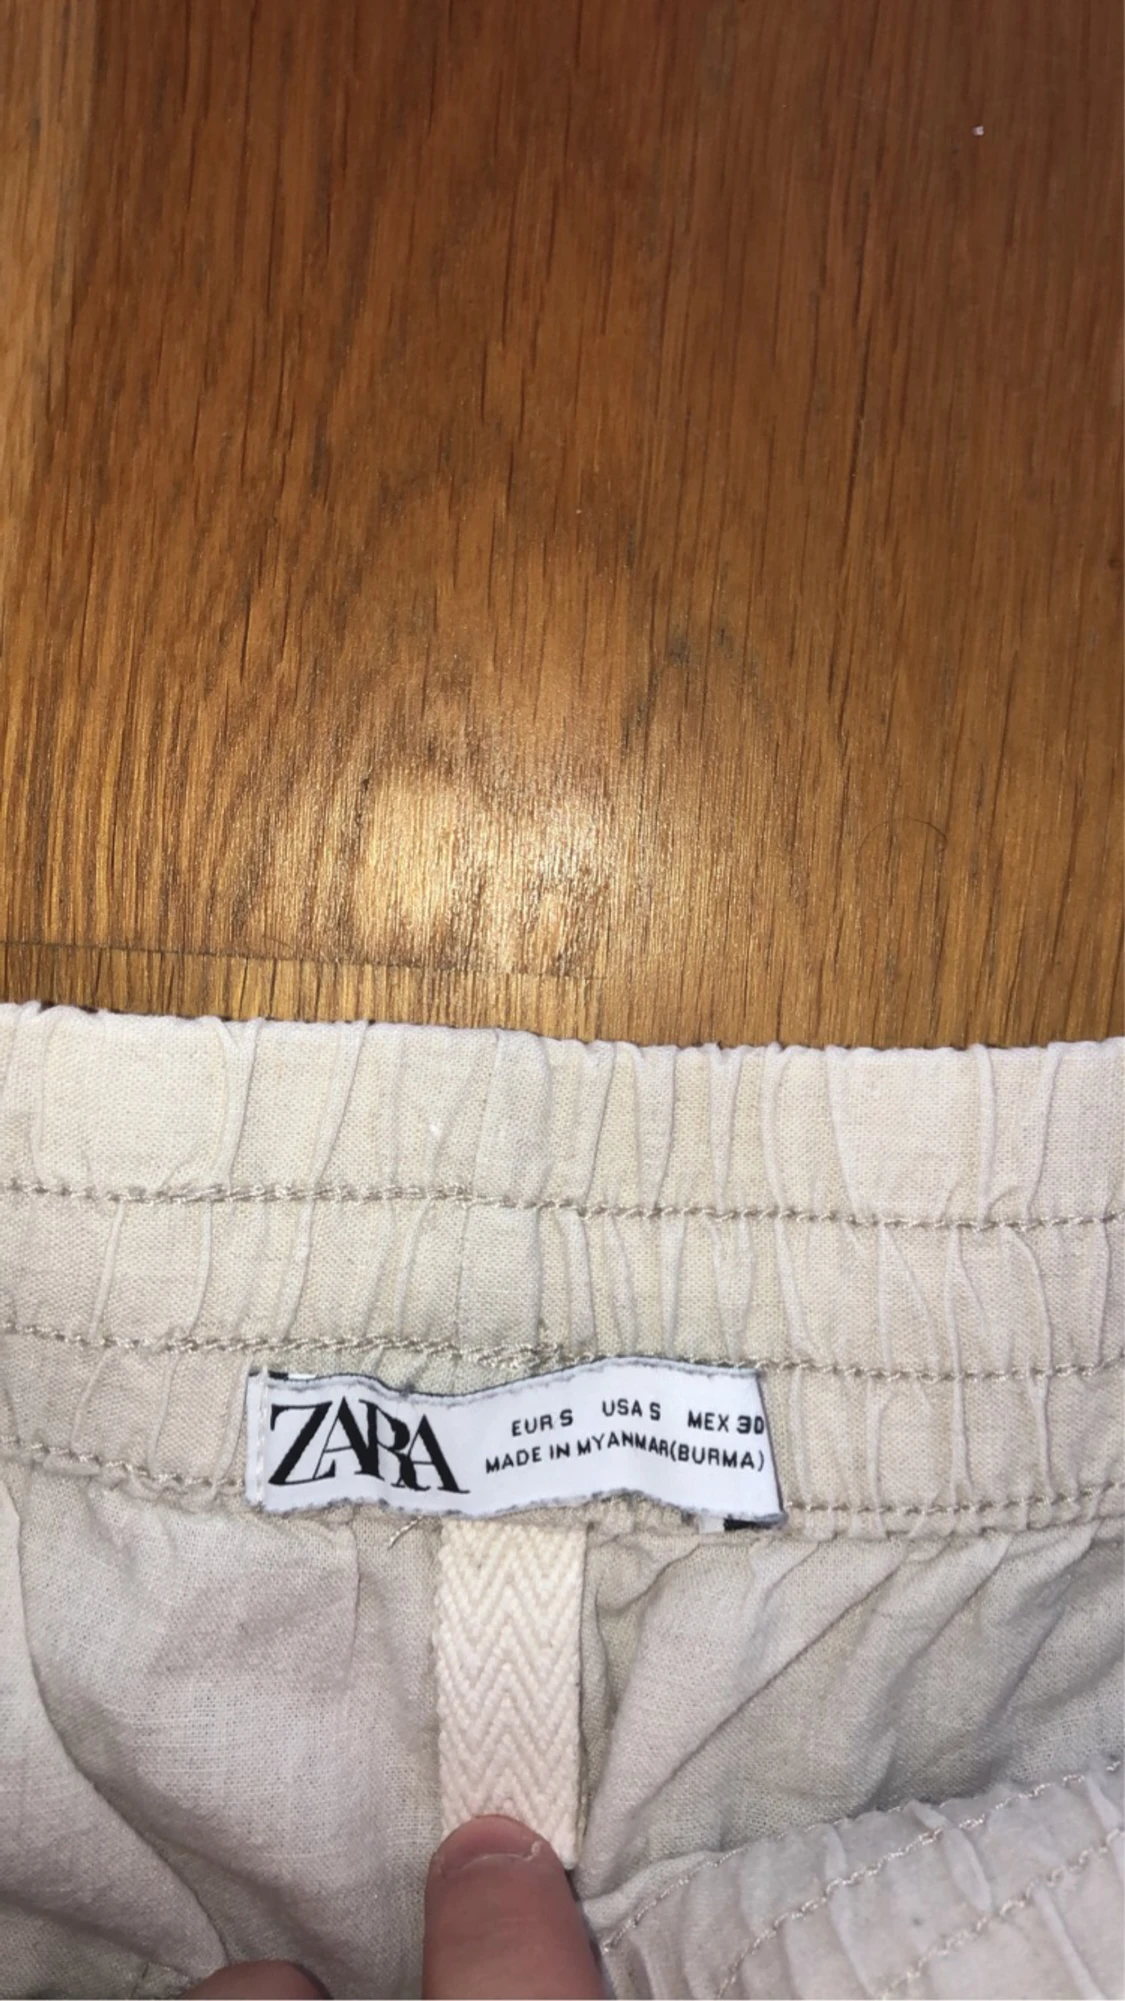 ZARA
EUR S USA S MEX 30
MADE IN MYANMAR(BURMA)